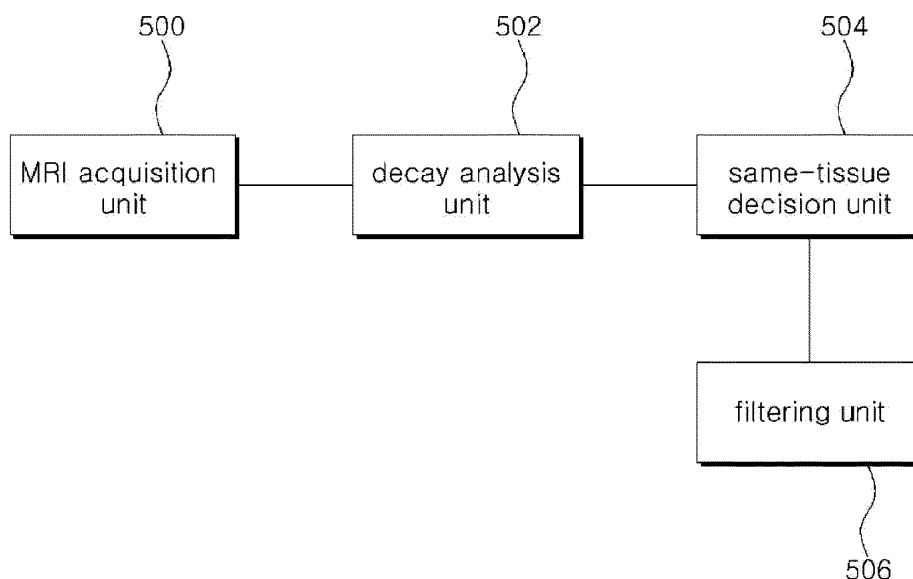 500
502
504
MRI acquisition
unit
decay analysis
unit
same-tissue
decision unit
filtering unit
506